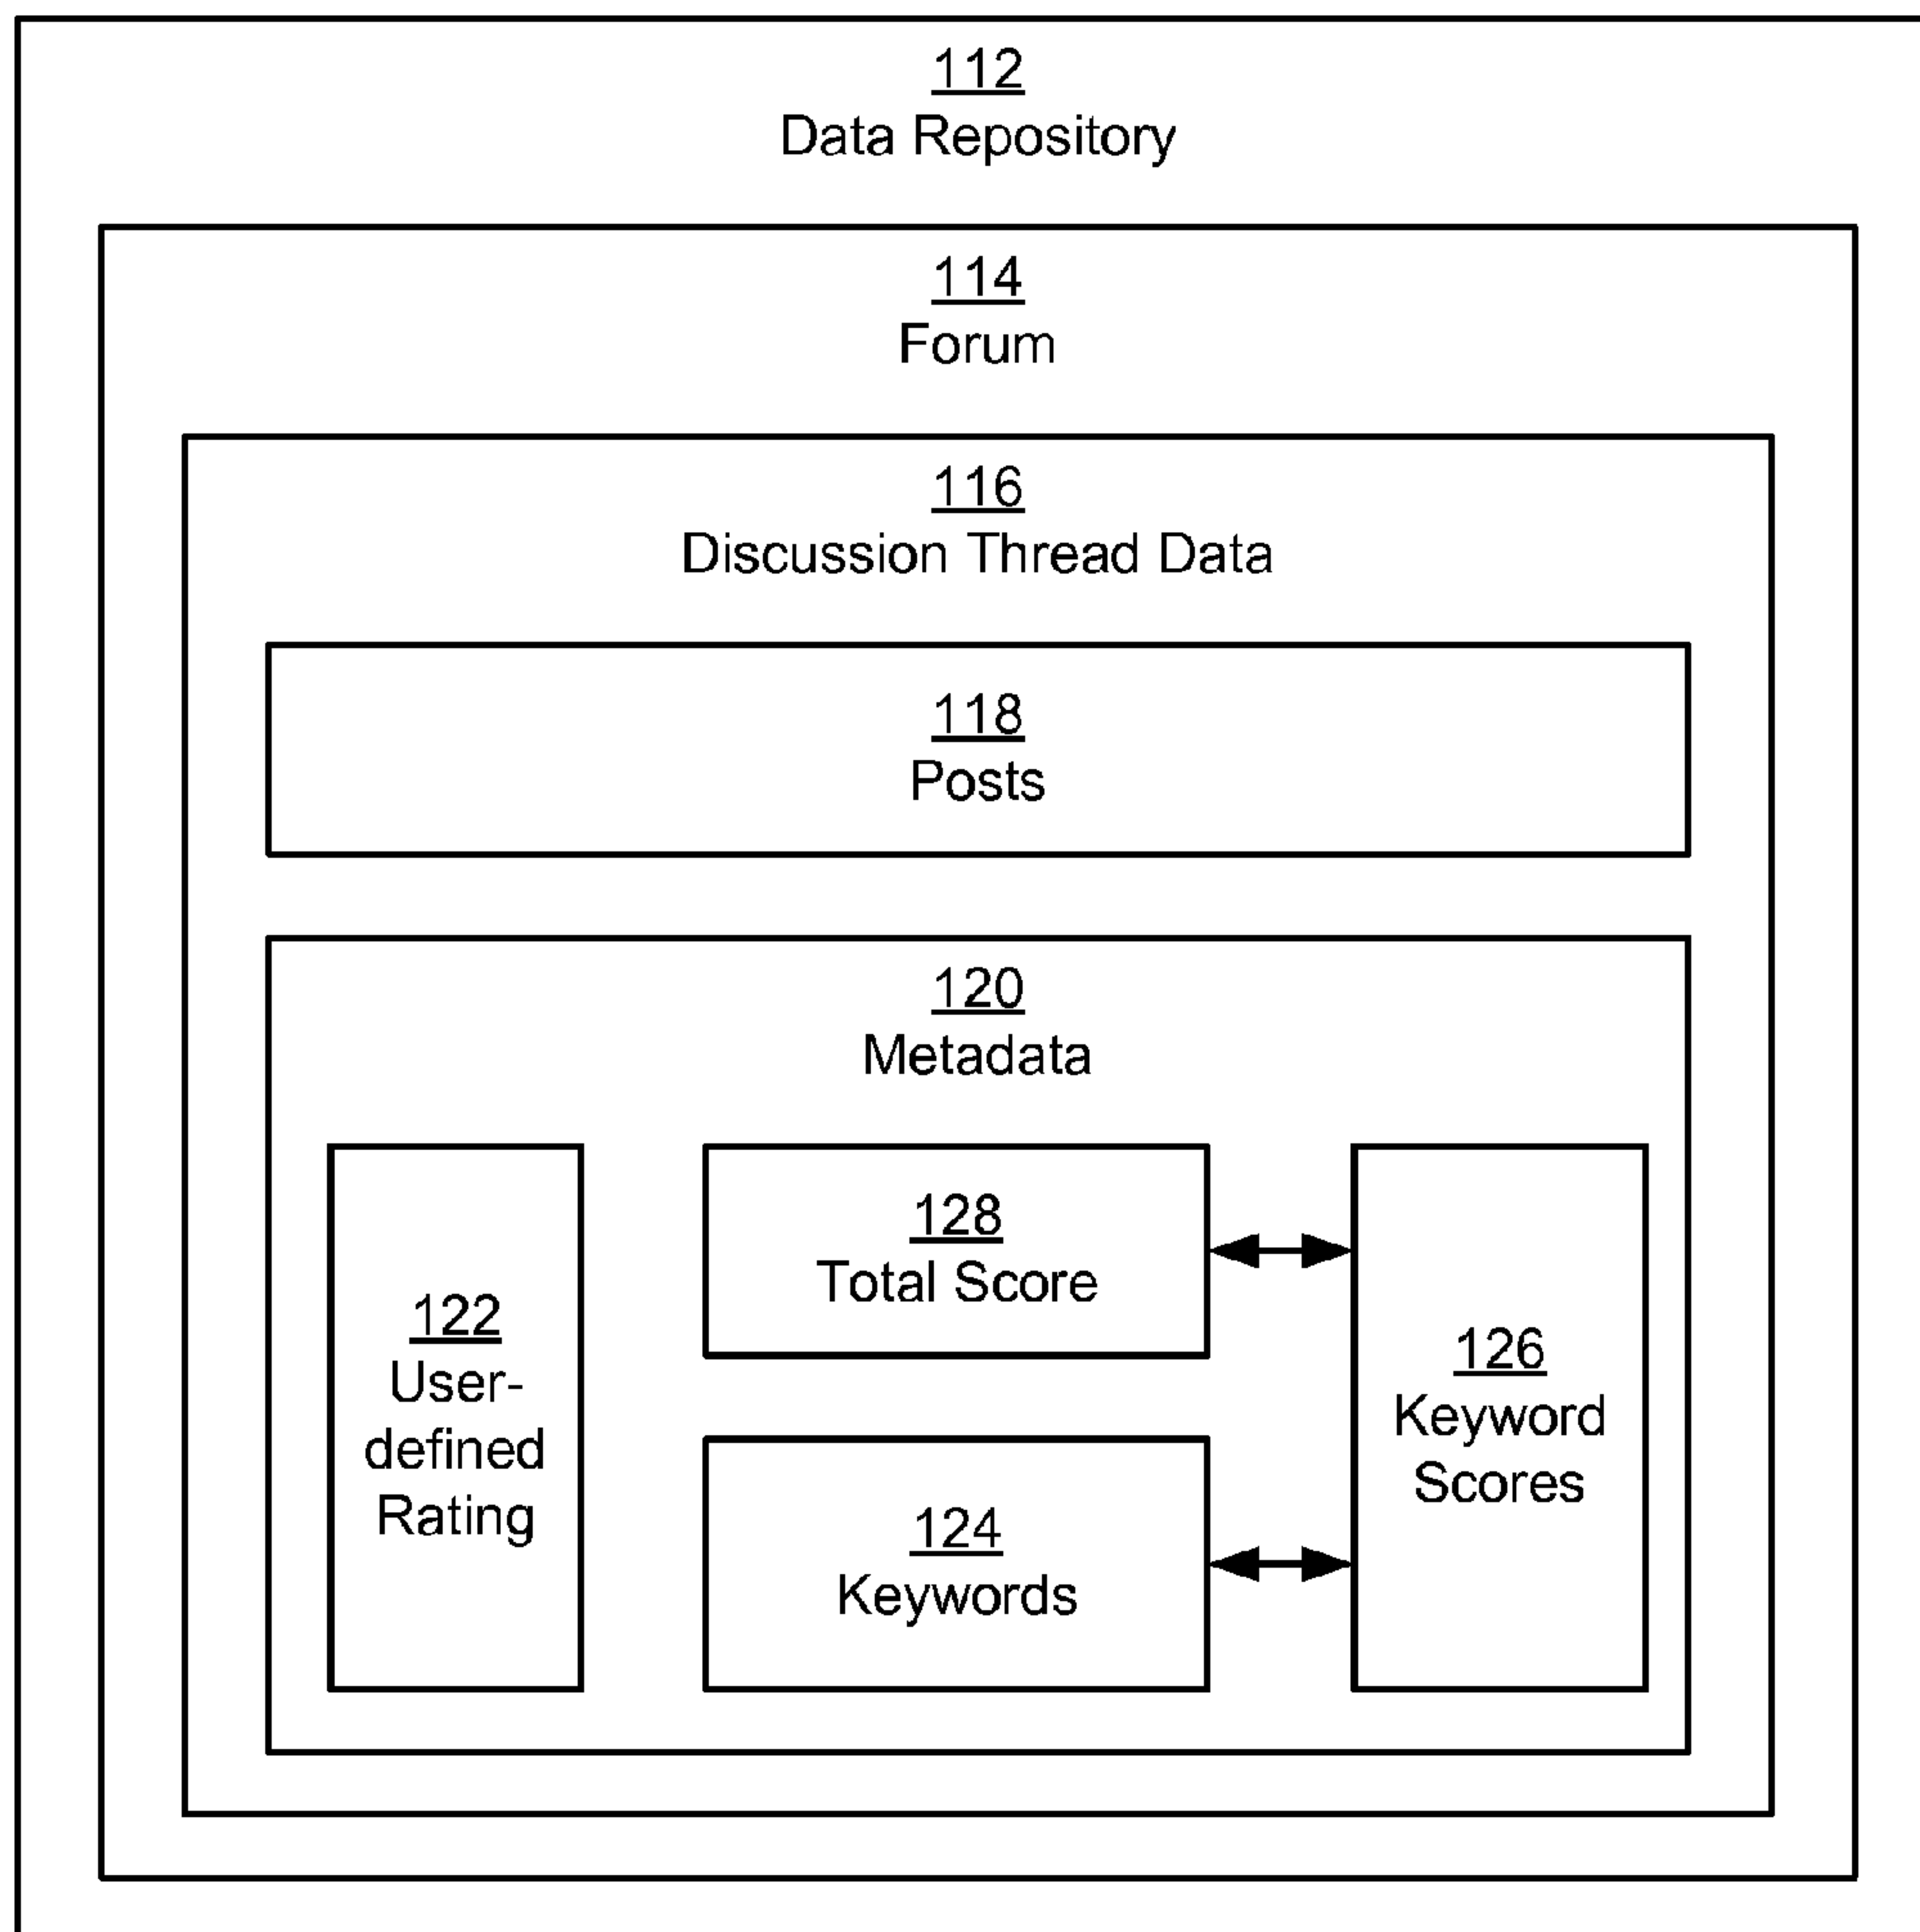 112
Data Repository
114
Forum
116
Discussion Thread Data
118
Posts
120
Metadata
122
User-
defined
Rating
128
Total Score
124
Keywords
126
Keyword
Scores